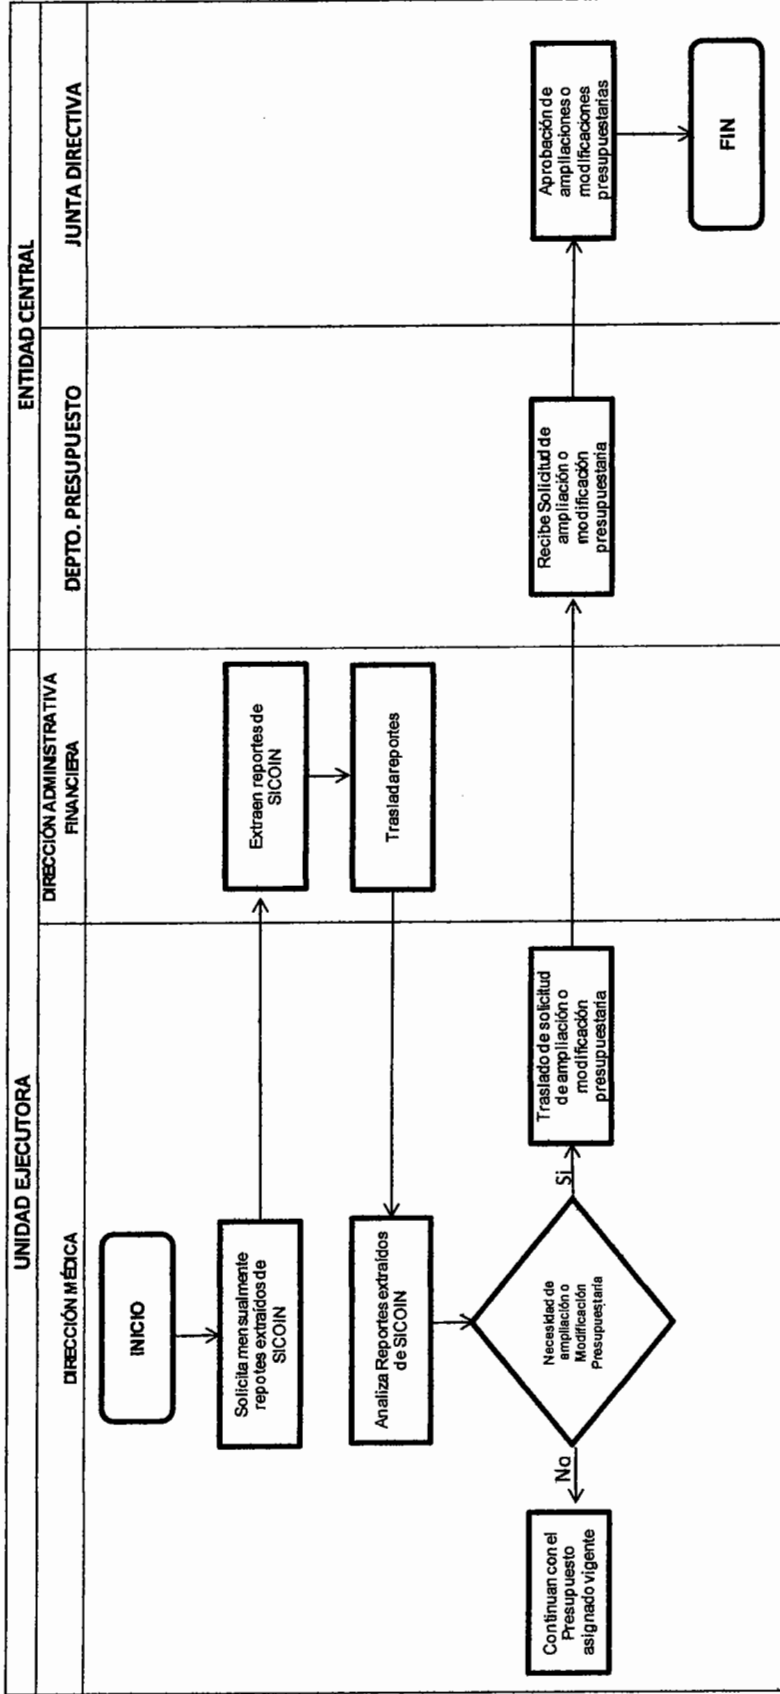 UNIDAD EJECUTORA
ENTIDAD CENTRAL
DIRECCIÓN MÉDICA
DIRECCIÓN ADMINISTRATIVA
FINANCIERA
DEPTO. PRESUPUESTO
JUNTA DIRECTIVA
INICIO
Solicita mensualmente
repotes extraídos de
SICOIN
Extraen reportes de
SICOIN
Traslada reportes
Analiza Reportes extraídos
de SICOIN
Necesidad de
ampliación o
Modificación
Presupuestaria
No
Si
Continuan con el
Presupuesto
asignado vigente
Traslado de solicitud
de ampliación o
modificación
presupuestaria
Recibe Solicitud de
ampliación o
modificación
presupuestaria
Aprobación de
ampliaciones o
modificaciones
presupuestarias
FIN